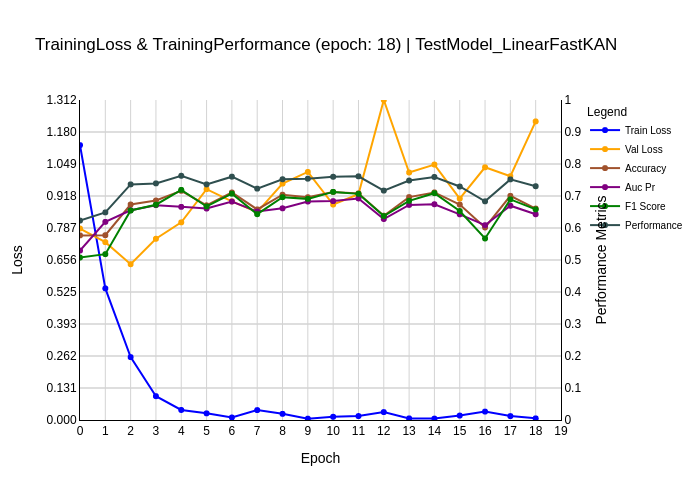 TrainingLoss & TrainingPerformance (epoch: 18) | TestModel_LinearFastKAN
Legend
Train Loss
Val Loss
Accuracy
Auc Pr
F1 Score
Performance
Loss
1.312
1.180
1.049
0.918
0.787
0.656
0.525
0.393
0.262
0.131
0.000
1
0.9
0.8
0.7
0.6
0.5
0.4
0.3
0.2
0.1
0
Performance Metrics
0 1 2 3 4 5 6 7 8 9 10 11 12 13 14 15 16 17 18 19
Epoch